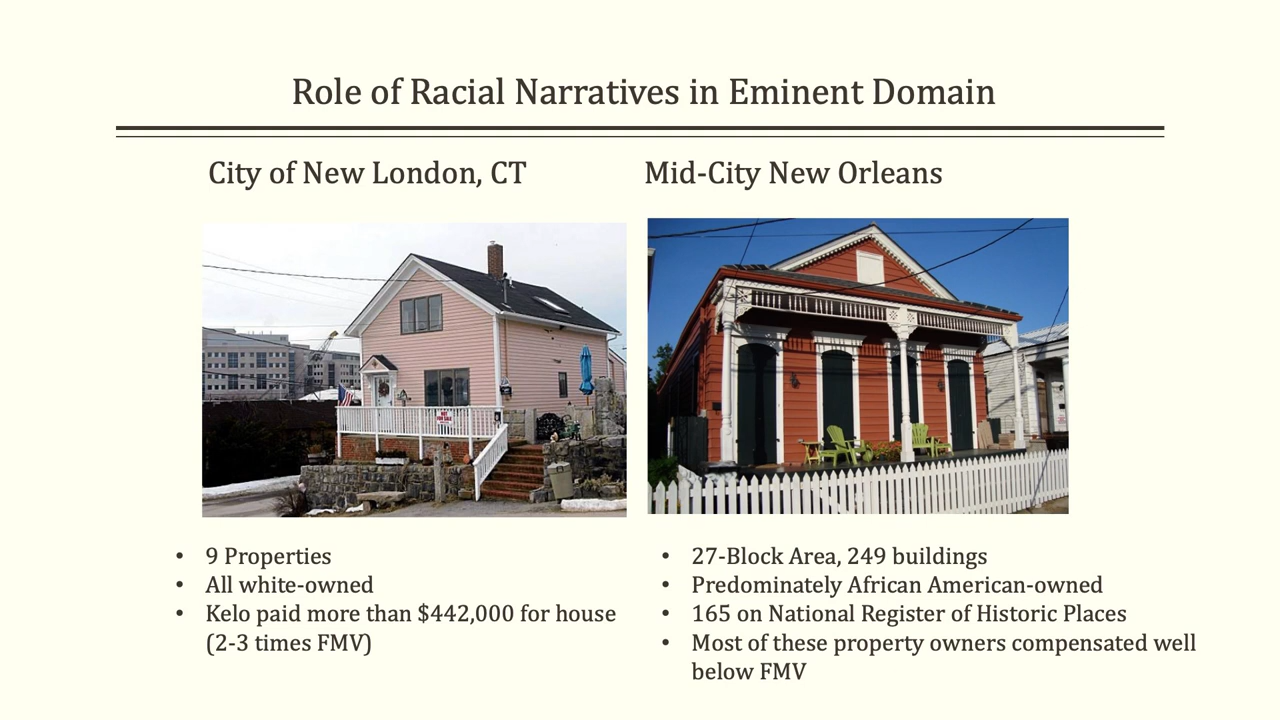 Role of Racial Narratives in Eminent Domain
City of New London, CT
• 9 Properties
• All white-owned
• Kelo paid more than $442,000 for house
(2-3 times FMV)
Mid-City New Orleans
• 27-Block Area, 249 buildings
• Predominately African American-owned
• 165 on National Register of Historic Places
• Most of these property owners compensated well
below FMV
NOT
FOR SALE